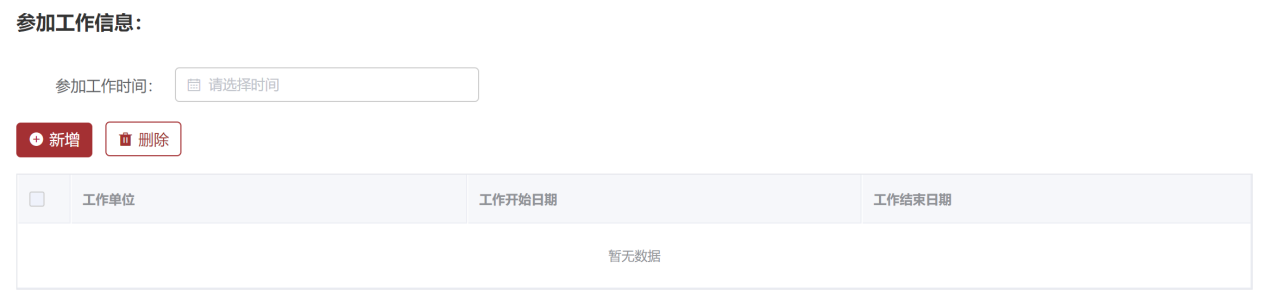 参加工作信息：
参加工作时间： 请选择时间
新增 删除
工作单位 工作开始日期 工作结束日期
暂无数据